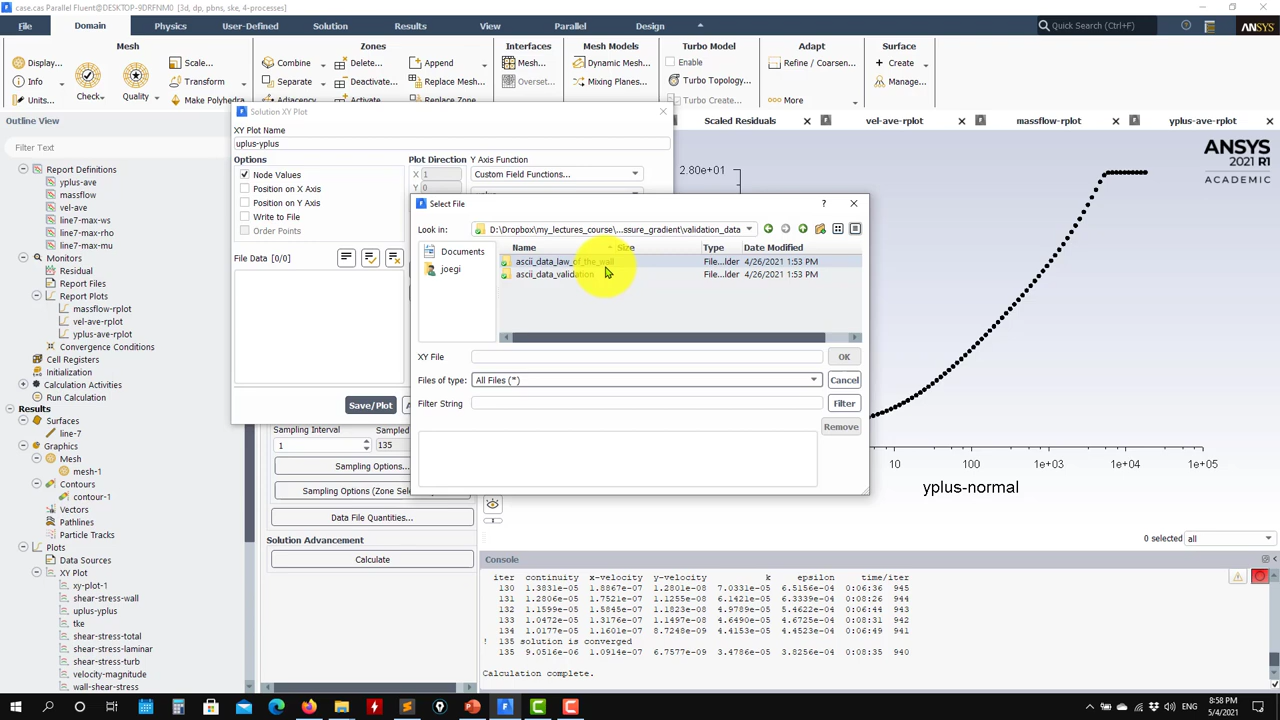 case.cas Parallel Fluent@DESKTOP-9DRFNM0 [3d, dp, pbns, ske, 4-processes]
File Domain Physics User-Defined Solution Results View Parallel Design
Quick Search (Ctrl+F)
ANSYS
Mesh Zones Interfaces Mesh Models Turbo Model Adapt Surface
Display... Scale... Combine Delete... Append Mesh... Dynamic Mesh... Enable Refine / Coarsen... Create
Info Check Quality Transform Separate Deactivate... Replace Mesh... Overset... Mixing Planes... Turbo Topology... Manage...
Units... Make Polyhedra Adjacency Activate Replace Zone... Turbo Create... More
Outline View
Filter Text
Report Definitions
yplus-ave
massflow
vel-ave
line7-max-ws
line7-max-vel
line7-max-mu
Monitors
Residual
Report Files
Report Plots
massflow-rplot
vel-ave-rplot
yplus-ave-rplot
Convergence Conditions
Cell Registers
Initialization
Calculation Activities
Run Calculation
Results
Surfaces
line-7
Graphics
Mesh
mesh-1
Contours
contour-1
Vectors
Pathlines
Particle Tracks
Plots
Data Sources
XY Plot
xy-plot-1
shear-stress-wall
uplus-yplus
tke
shear-stress-total
shear-stress-laminar
shear-stress-turb
velocity-magnitude
wall-shear-stress
Solution XY Plot
XY Plot Name
uplus-yplus
Options
Node Values
Position on X Axis
Position on Y Axis
Write to File
Order Points
Plot Direction
X 1
Y 0
Y Axis Function
Custom Field Functions...
File Data [0/0]
Save/Plot
Select File
?
Look in: D:\Dropbox\my_lectures_course\...ssure_gradient\validation_data
Documents
joegi
Name Size Type Date Modified
ascii_data_law_of_the_wall File...lder 4/26/2021 1:53 PM
ascii_data_validation File...lder 4/26/2021 1:53 PM
XY File OK
Files of type: All Files (*) Cancel
Filter String Filter
Remove
Sampling Interval Sampled
1 135
Sampling Options...
Sampling Options (Zone Sele
Data File Quantities...
Solution Advancement
Calculate
Scaled Residuals vel-ave-rplot massflow-rplot yplus-ave-rplot
2.80e+01
ANSYS
2021 R1
ACADEMIC
10 100 1e+03 1e+04 1e+05
yplus-normal
0 selected all
Console
iter continuity x-velocity y-velocity k epsilon time/iter
130 1.3831e-05 1.8867e-07 1.2801e-08 7.0331e-05 6.5156e-04 0:06:36 945
131 1.2806e-05 1.7521e-07 1.1255e-08 6.1421e-05 6.3339e-04 0:08:26 944
132 1.1599e-05 1.5845e-07 1.1823e-08 4.9789e-05 5.4622e-04 0:06:44 943
133 1.0472e-05 1.3176e-07 1.1490e-08 4.6490e-05 4.6725e-04 0:08:31 942
134 1.0177e-05 1.1601e-07 8.7248e-09 4.4153e-05 4.4523e-04 0:06:49 941
! 135 solution is converged
135 9.0516e-06 1.0914e-07 6.7577e-09 3.4786e-05 3.8725e-04 0:08:35 940
Calculation complete.
ENG
8:58 PM
5/4/2021